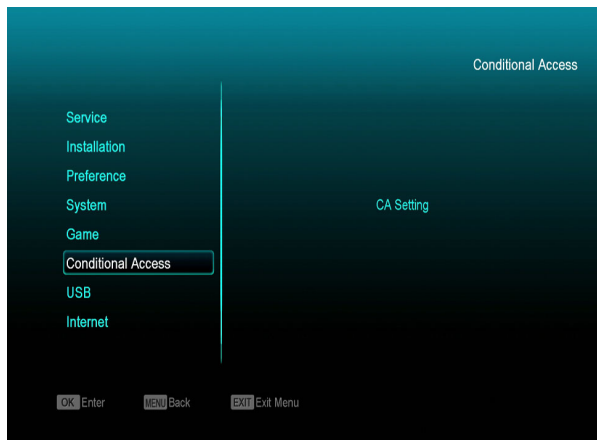 Conditional Access
Service
Installation
Preference
System
CA Setting
Game
Conditional Access
USB
Internet
OK Enter MENU Back EXIT Exit Menu